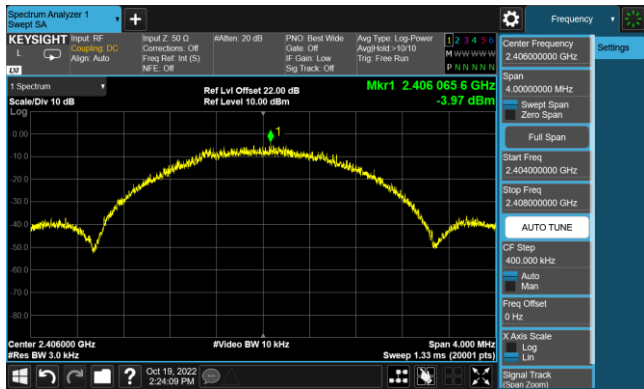 Spectrum Analyzer 1
Swept SA
Frequency
KEYSIGHT
L
Input: RF
Coupling: DC
Align: Auto
Input Z: 50 Ω
Corrections: Off
Freq Ref: Int (S)
NFE: Off
#Atten: 20 dB
PNO: Best Wide
Gate: Off
IF Gain: Low
Sig Track: Off
Avg Type: Log-Power
Avg|Hold:>10/10
Trig: Free Run
1 2 3 4 5 6
M W W W W W
P N N N N N
LXI
1 Spectrum
Scale/Div 10 dB
Log
Ref Lvl Offset 22.00 dB
Ref Level 10.00 dBm
Mkr1 2.406 065 6 GHz
-3.97 dBm
1
0.00
-10.0
-20.0
-30.0
-40.0
-50.0
-60.0
-70.0
-80.0
Center 2.406000 GHz
#Res BW 3.0 kHz
#Video BW 10 kHz
Span 4.000 MHz
Sweep 1.33 ms (20001 pts)
?
Oct 19, 2022
2:24:09 PM
Center Frequency
2.406000000 GHz
Span
4.00000000 MHz
Swept Span
Zero Span
Full Span
Start Freq
2.404000000 GHz
Stop Freq
2.408000000 GHz
AUTO TUNE
CF Step
400.000 kHz
Auto
Man
Freq Offset
0 Hz
X Axis Scale
Log
Lin
Signal Track
(Span Zoom)
Settings